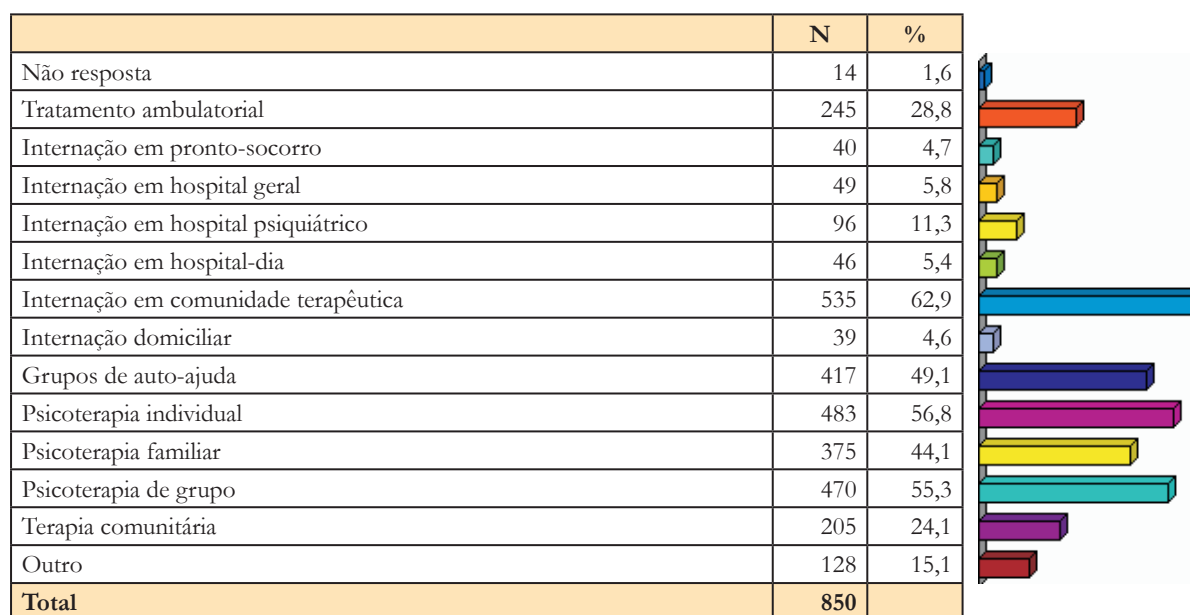 N %
Não resposta 14 1,6
Tratamento ambulatorial 245 28,8
Internação em pronto-socorro 40 4,7
Internação em hospital geral 49 5,8
Internação em hospital psiquiátrico 96 11,3
Internação em hospital-dia 46 5,4
Internação em comunidade terapêutica 535 62,9
Internação domiciliar 39 4,6
Grupos de auto-ajuda 417 49,1
Psicoterapia individual 483 56,8
Psicoterapia familiar 375 44,1
Psicoterapia de grupo 470 55,3
Terapia comunitária 205 24,1
Outro 128 15,1
Total 850